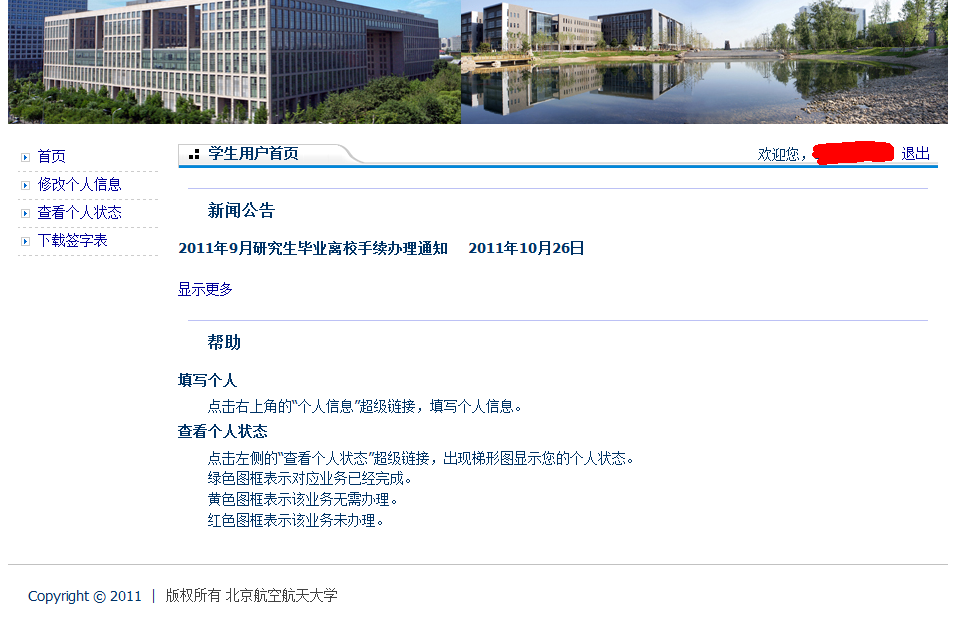 首页
修改个人信息
查看个人状态
下载签字表
学生用户首页
欢迎您， 退出
新闻公告
2011年9月研究生毕业离校手续办理通知 2011年10月26日
显示更多
帮助
填写个人
点击右上角的“个人信息”超级链接，填写个人信息。
查看个人状态
点击左侧的“查看个人状态”超级链接，出现梯形图显示您的个人状态。
绿色图框表示对应业务已经完成。
黄色图框表示该业务无需办理。
红色图框表示该业务未办理。
Copyright © 2011 | 版权所有 北京航空航天大学